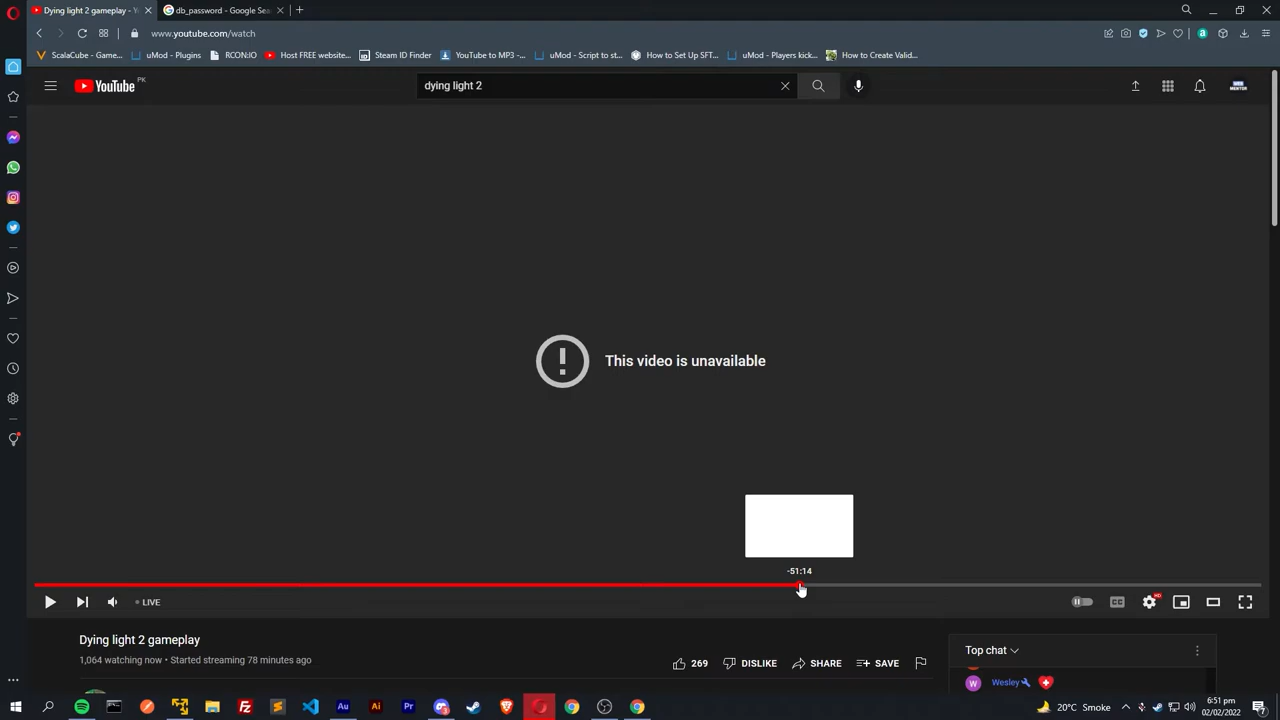 Dying light 2 gameplay - Yo
db_password - Google Sea
www.youtube.com/watch
ScalaCube - Game...
uMod - Plugins
RCON:IO
Host FREE website...
Steam ID Finder
YouTube to MP3 -...
uMod - Script to st...
How to Set Up SFT...
uMod - Players kick...
How to Create Valid...
YouTube PK
dying light 2
WEB MENTOR
This video is unavailable
-51:14
LIVE
CC
HD
Dying light 2 gameplay
1,064 watching now • Started streaming 78 minutes ago
269
DISLIKE
SHARE
SAVE
Top chat
W
Wesley
20°C Smoke
6:51 pm
02/02/2022